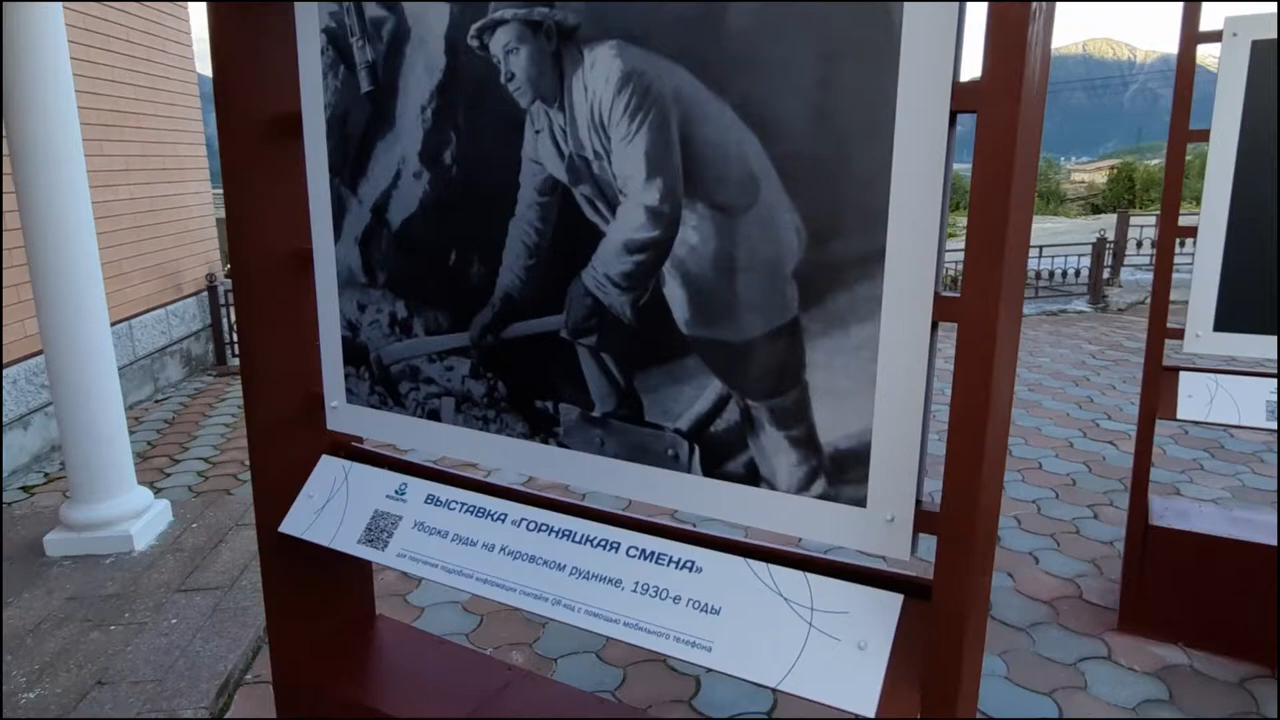 ФОСАГРО
ВЫСТАВКА «ГОРНЯЦКАЯ СМЕНА»
Уборка руды на Кировском руднике, 1930-е годы
для получения подробной информации считайте QR-код с помощью мобильного телефона